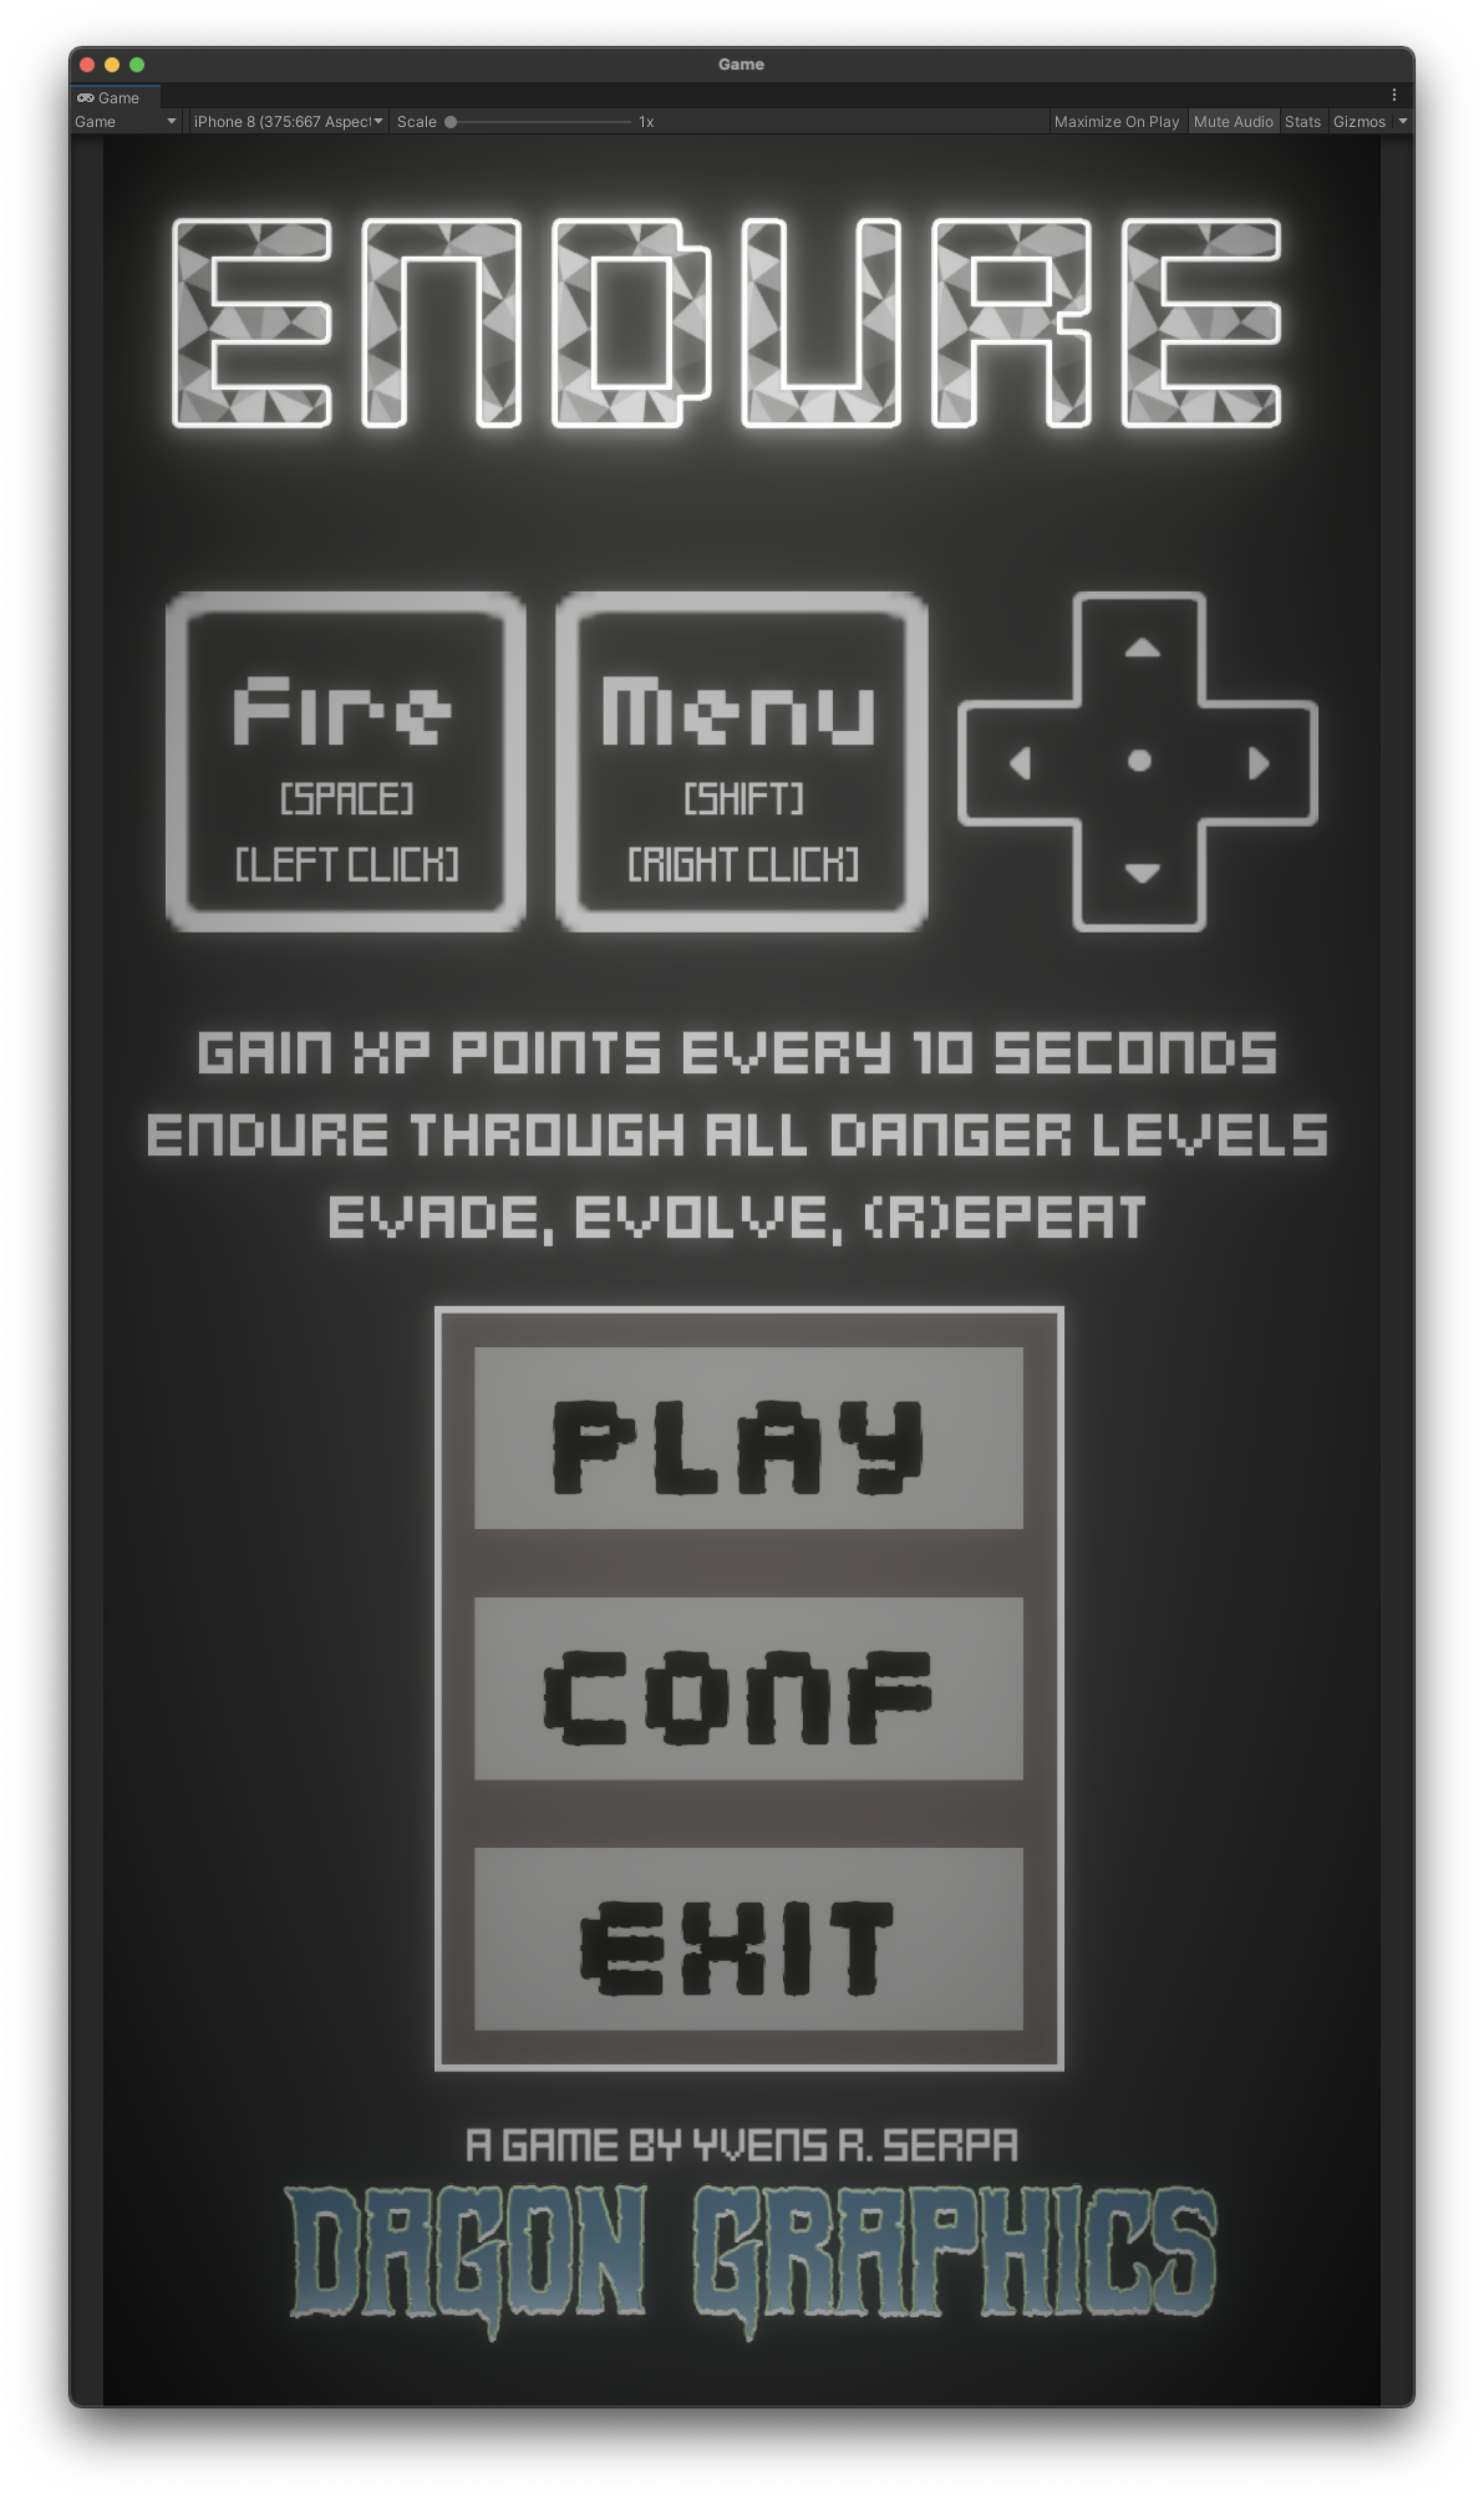 Game
Game
Game iPhone 8 (375:667 Aspect Scale 1x Maximize On Play Mute Audio Stats Gizmos
ENDURE
Fire
[SPACE]
[LEFT CLICK]
Menu
[SHIFT]
[RIGHT CLICK]
GAIN XP POINTS EVERY 10 SECONDS
ENDURE THROUGH ALL DANGER LEVELS
EVADE, EVOLVE, (R)EPEAT
PLAY
CONF
EXIT
A GAME BY YVENS R. SERPA
DAGON GRAPHICS